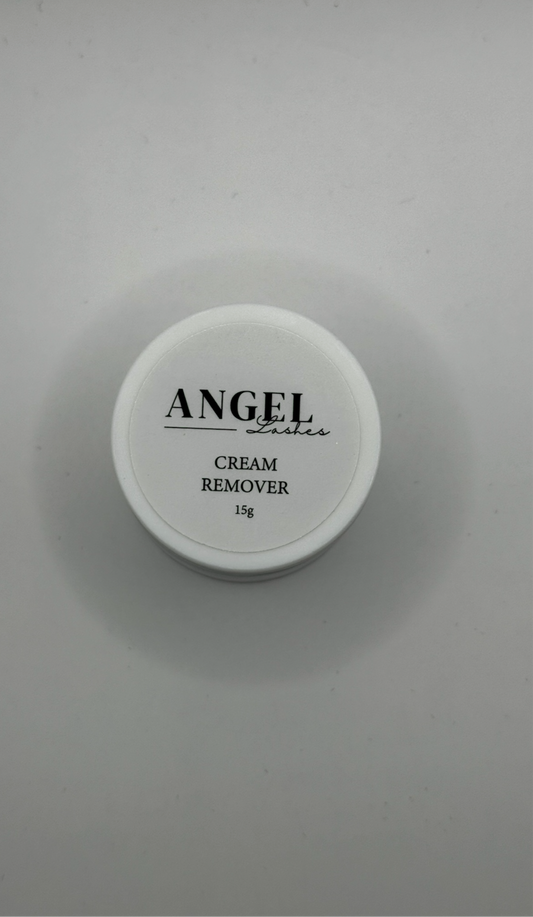 ANGEL
Lashes
CREAM
REMOVER
15g